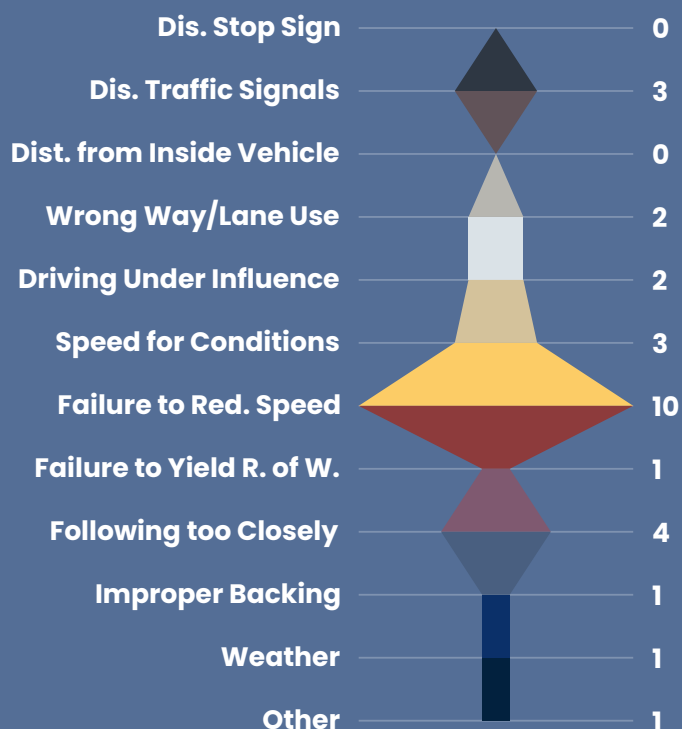 Dis. Stop Sign 0
Dis. Traffic Signals 3
Dist. from Inside Vehicle 0
Wrong Way/Lane Use 2
Driving Under Influence 2
Speed for Conditions 3
Failure to Red. Speed 10
Failure to Yield R. of W. 1
Following too Closely 4
Improper Backing 1
Weather 1
Other 1